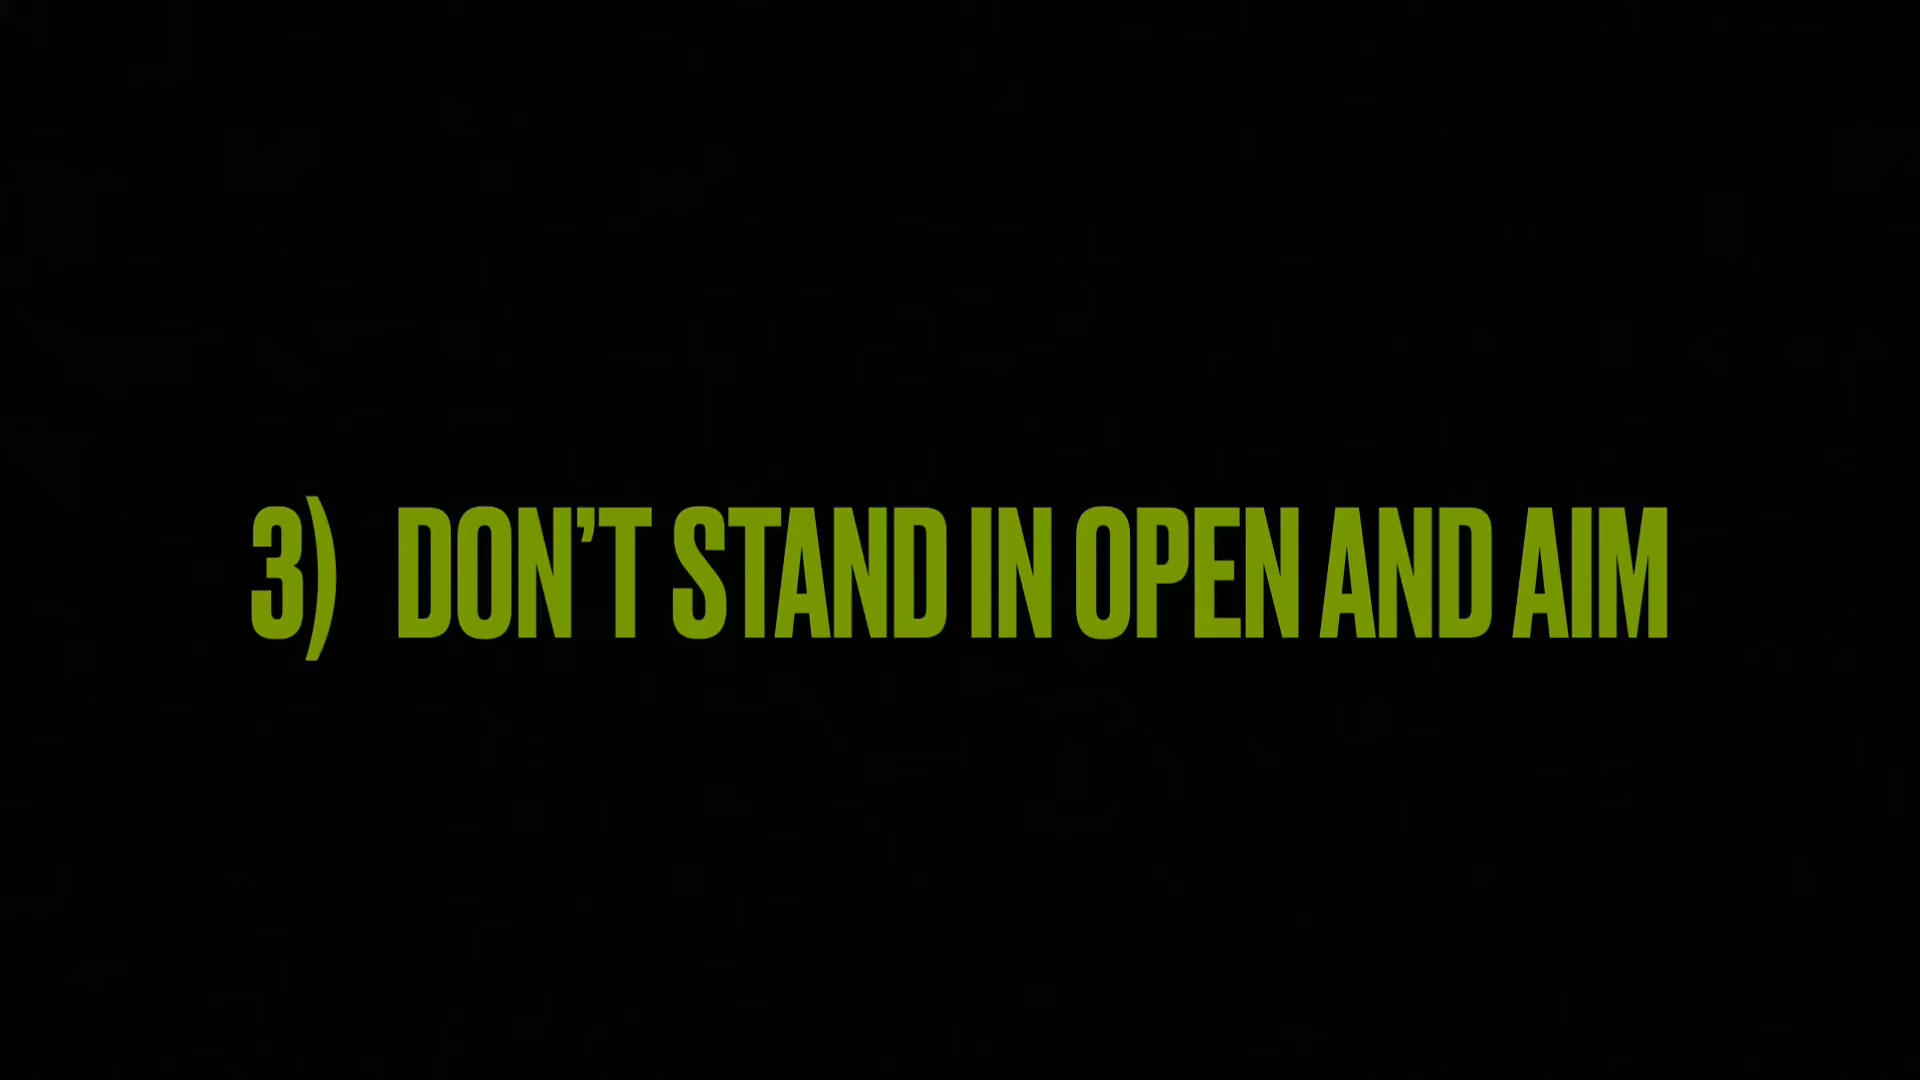 3) DON’T STAND IN OPEN AND AIM